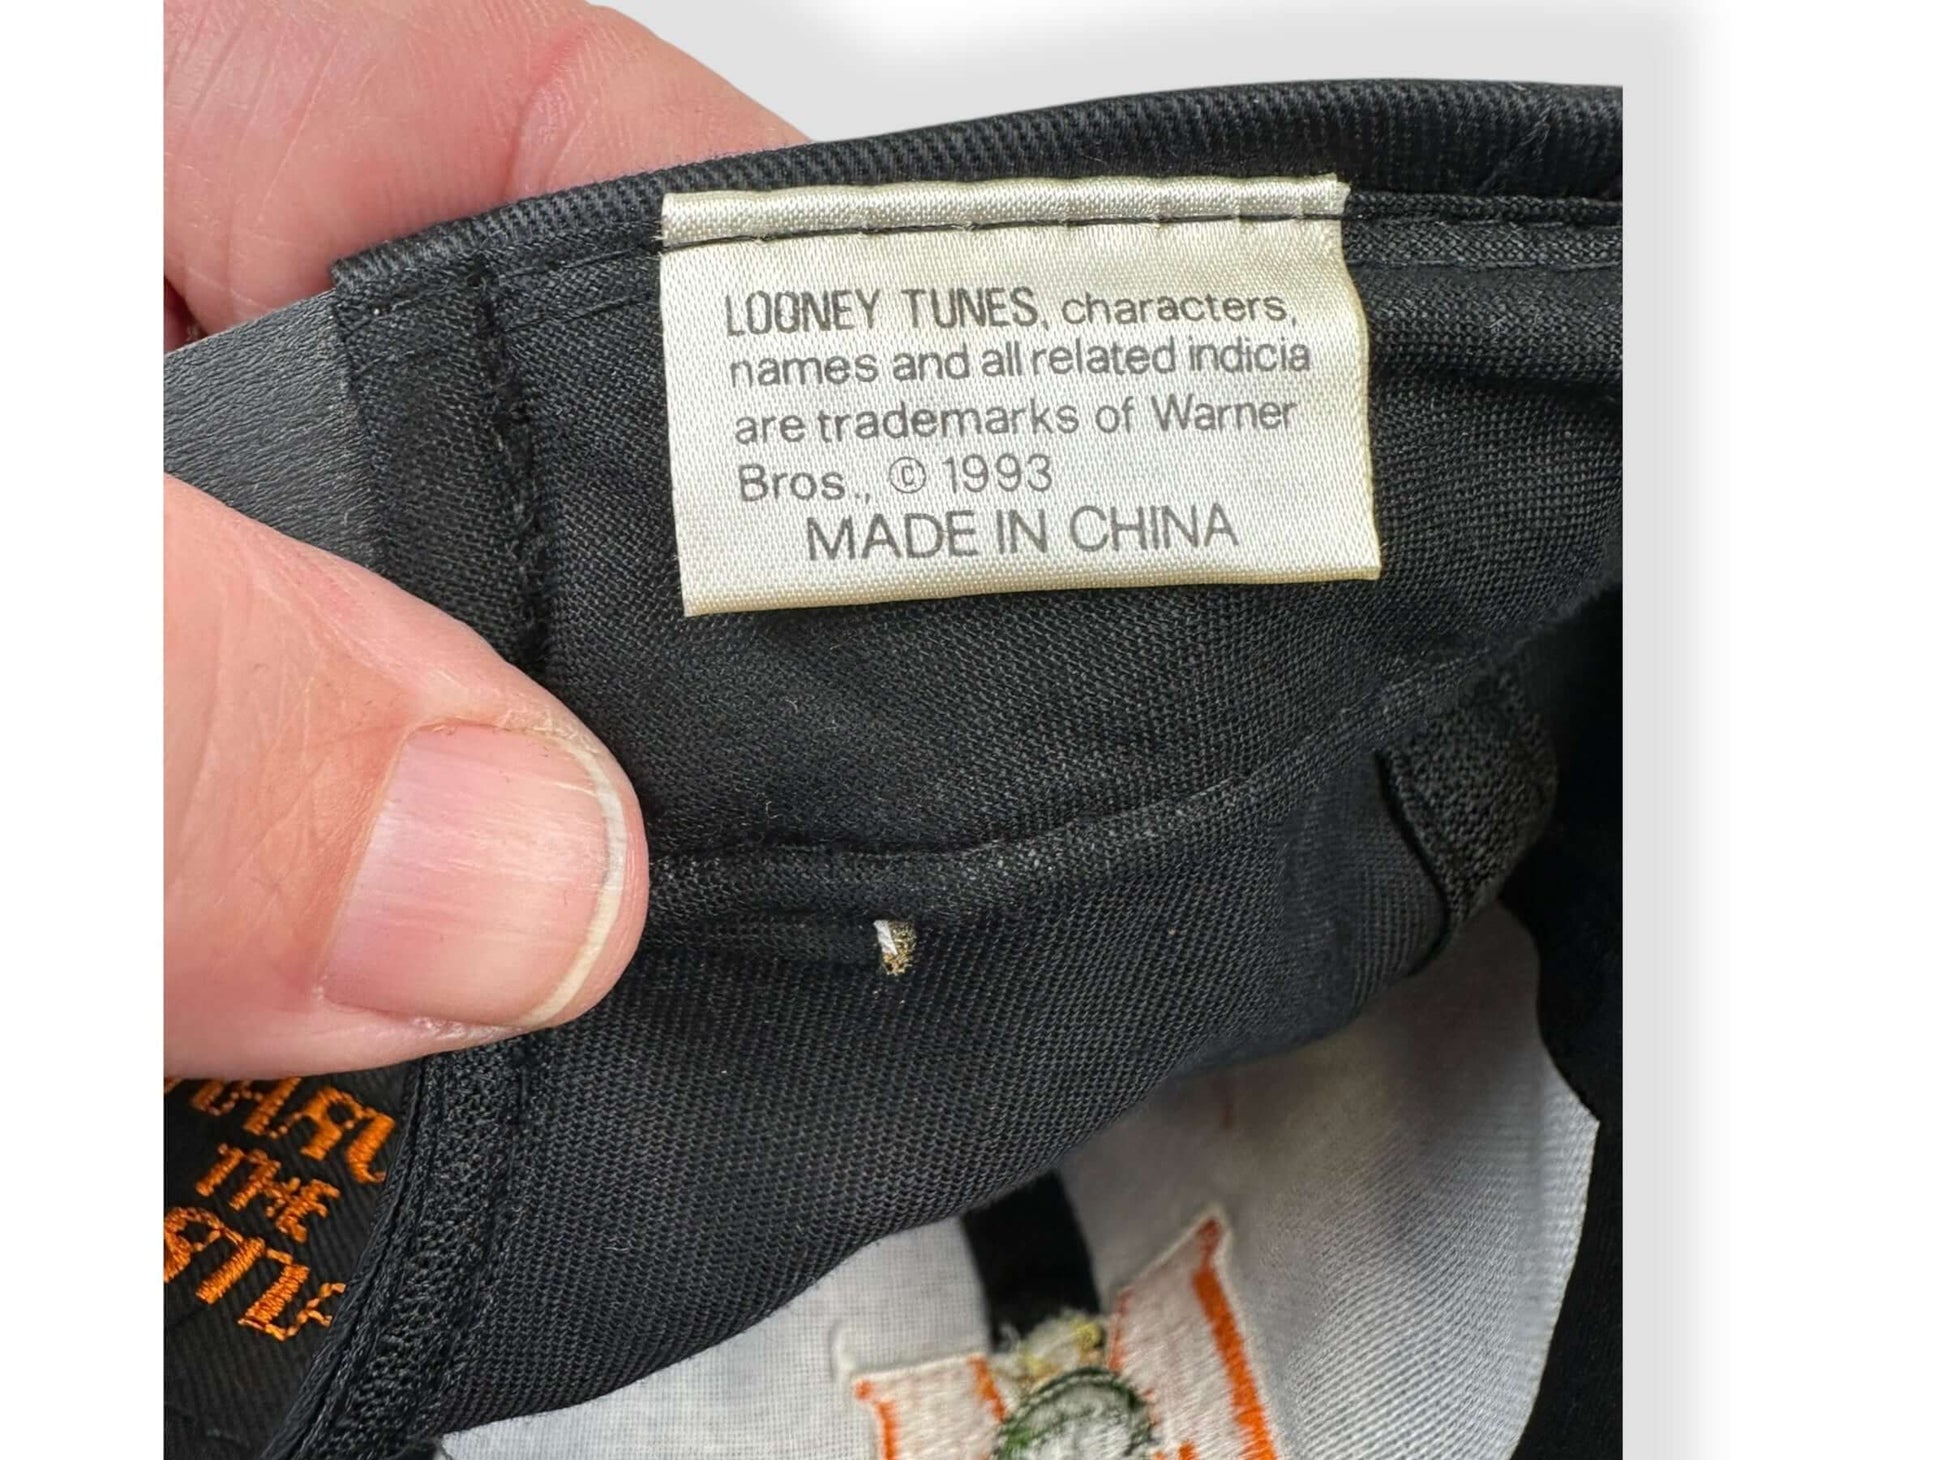 LOONEY TUNES, characters,
names and all related indicia
are trademarks of Warner
Bros., © 1993
MADE IN CHINA
THE